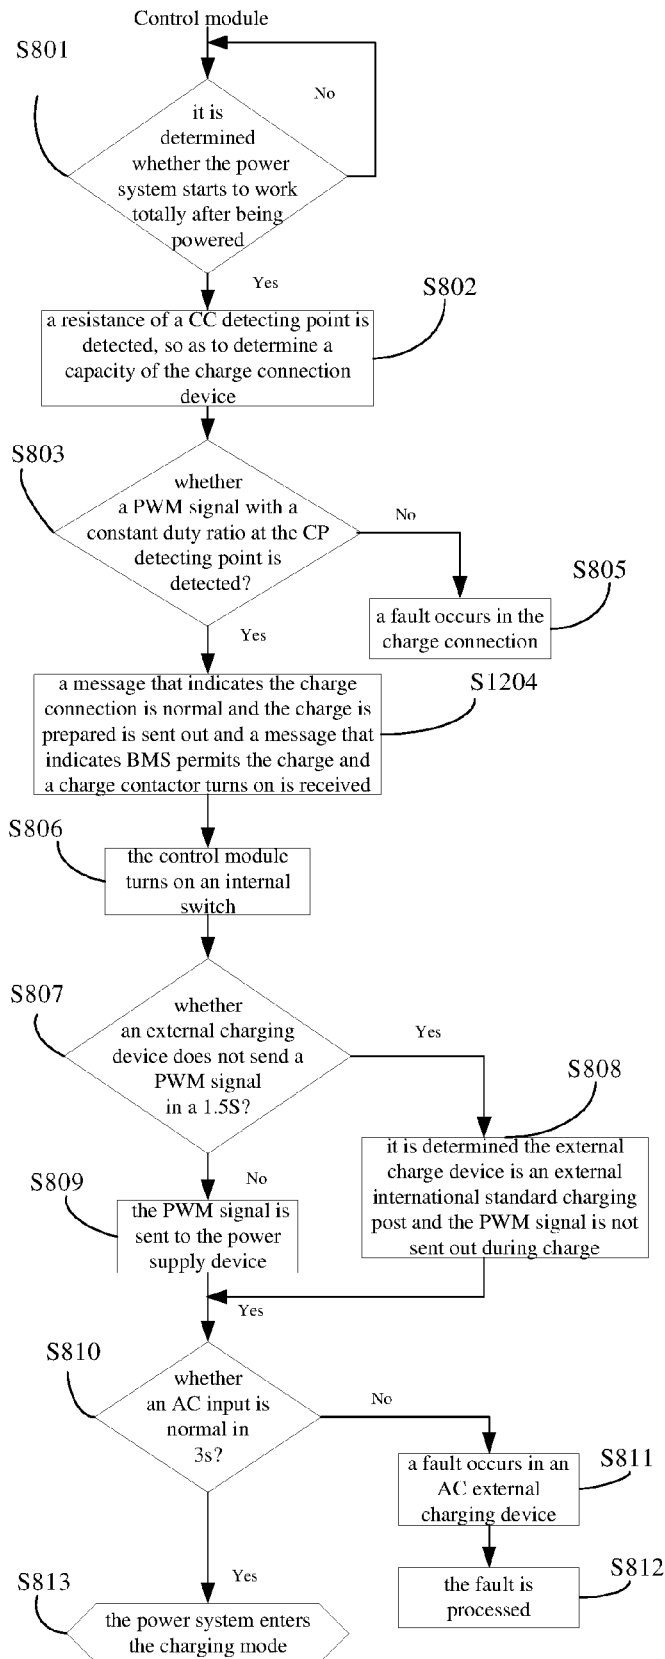 Control module
S801
No
it is
determined
whether the power
system starts to work
totally after being
powered
Yes
S802
a resistance of a CC detecting point is
detected, so as to determine a
capacity of the charge connection
device
S803
whether
a PWM signal with a
constant duty ratio at the CP
detecting point is
detected?
No
S805
a fault occurs in the
charge connection
Yes
S1204
a message that indicates the charge
connection is normal and the charge is
prepared is sent out and a message that
indicates BMS permits the charge and
a charge contactor turns on is received
S806
the control module
turns on an internal
switch
S807
whether
an external charging
device does not send a
PWM signal
in a 1.5S?
Yes
S808
it is determined the external
charge device is an external
international standard charging
post and the PWM signal is not
sent out during charge
No
S809
the PWM signal is
sent to the power
supply device
Yes
S810
whether
an AC input is
normal in
3s?
No
S811
a fault occurs in an
AC external
charging device
S812
the fault is
processed
Yes
S813
the power system enters
the charging mode